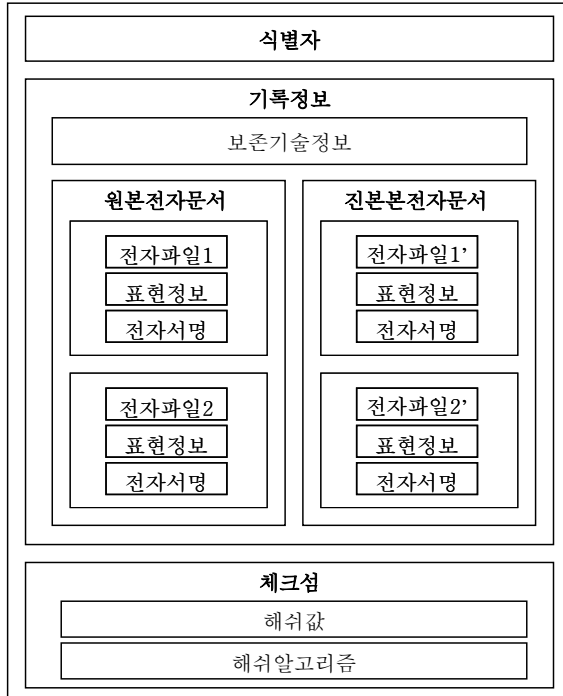 식별자
기록정보
보존기술정보
원본전자문서
전자파일1
표현정보
전자서명
전자파일2
표현정보
전자서명
진본본전자문서
전자파일1’
표현정보
전자서명
전자파일2’
표현정보
전자서명
체크섬
해쉬값
해쉬알고리즘